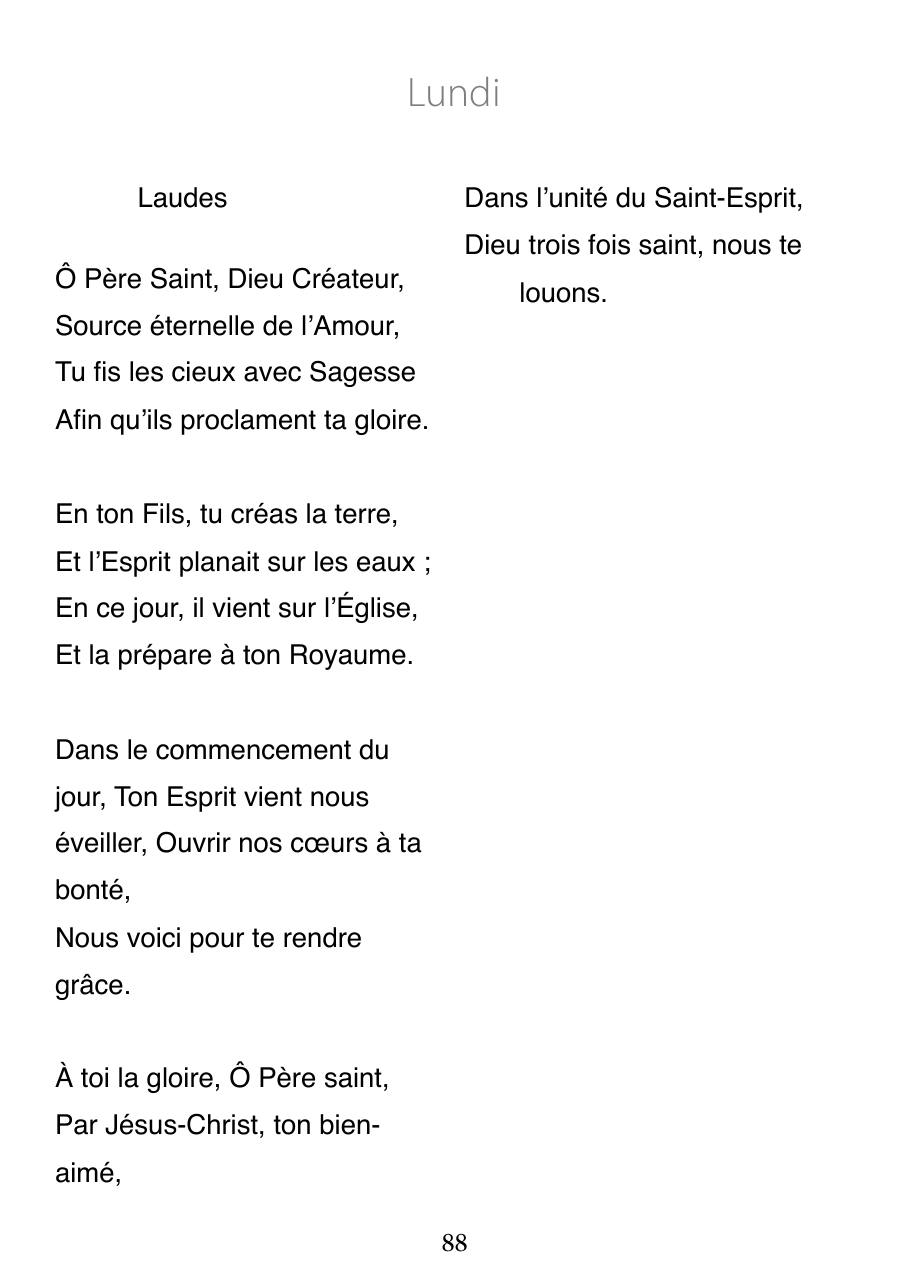 Lundi
Laudes
Ô Père Saint, Dieu Créateur,
Source éternelle de l’Amour,
Tu fis les cieux avec Sagesse
Afin qu’ils proclament ta gloire.
En ton Fils, tu créas la terre,
Et l’Esprit planait sur les eaux ;
En ce jour, il vient sur l’Église,
Et la prépare à ton Royaume.
Dans le commencement du
jour, Ton Esprit vient nous
éveiller, Ouvrir nos cœurs à ta
bonté,
Nous voici pour te rendre
grâce.
À toi la gloire, Ô Père saint,
Par Jésus-Christ, ton bien-
aimé,
Dans l’unité du Saint-Esprit,
Dieu trois fois saint, nous te
louons.
88